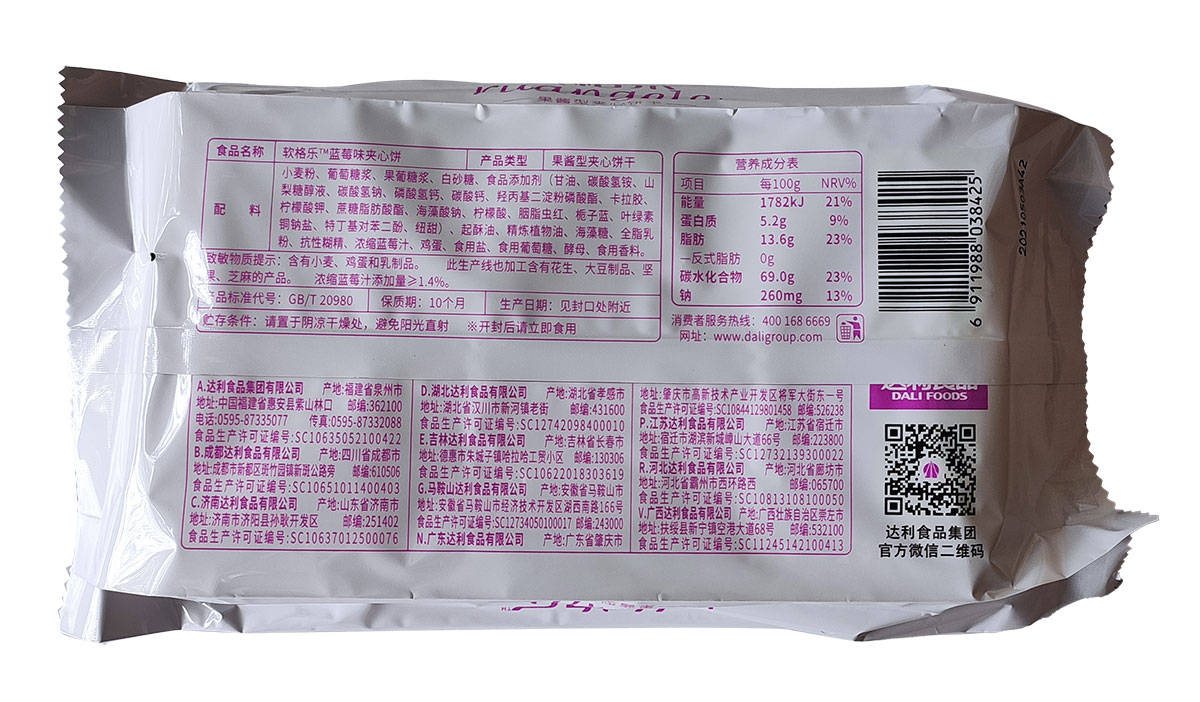 食品名称 软格乐™蓝莓味夹心饼 产品类型 果酱型夹心饼干
配 料
小麦粉、葡萄糖浆、果葡糖浆、白砂糖、食品添加剂（甘油、碳酸氢铵、山
梨糖醇液、碳酸氢钠、磷酸氢钙、碳酸钙、羟丙基二淀粉磷酸酯、卡拉胶、
柠檬酸钾、蔗糖脂肪酸酯、海藻酸钠、柠檬酸、胭脂虫红、栀子蓝、叶绿素
铜钠盐、特丁基对苯二酚、纽甜）、起酥油、精炼植物油、海藻糖、全脂乳
粉、抗性糊精、浓缩蓝莓汁、鸡蛋、食用盐、食用葡萄糖、酵母、食用香料。
致敏物质提示：含有小麦、鸡蛋和乳制品。 此生产线也加工含有花生、大豆制品、坚
果、芝麻的产品。 浓缩蓝莓汁添加量≥1.4%。
产品标准代号：GB/T 20980 保质期：10个月 生产日期：见封口处附近
贮存条件：请置于阴凉干燥处，避免阳光直射 ※开封后请立即食用
营养成分表
项目 每100g NRV%
能量 1782kJ 21%
蛋白质 5.2g 9%
脂肪 13.6g 23%
—反式脂肪 0g
碳水化合物 69.0g 23%
钠 260mg 13%
消费者服务热线：400 168 6669
网址：www.daligroup.com
6 911988 038425
A.达利食品集团有限公司 产地:福建省泉州市
地址:中国福建省惠安县紫山林口 邮编:362100
电话:0595-87335077 传真:0595-87332088
食品生产许可证编号:SC10635052100422
B.成都达利食品有限公司 产地:四川省成都市
地址:成都市新都区斑竹园镇新斑公路旁 邮编:610506
食品生产许可证编号:SC10651011400403
C.济南达利食品有限公司 产地:山东省济南市
地址:济南市济阳县孙耿开发区 邮编:251402
食品生产许可证编号:SC10637012500076
D.湖北达利食品有限公司 产地:湖北省孝感市
地址:湖北省汉川市新河镇老街 邮编:431600
食品生产许可证编号:SC12742098400010
E.吉林达利食品有限公司 产地:吉林省长春市
地址:德惠市朱城子镇哈拉哈工贸小区 邮编:130306
食品生产许可证编号:SC10622018303619
G.马鞍山达利食品有限公司 产地:安徽省马鞍山市
地址:安徽省马鞍山市经济技术开发区湖西南路166号
食品生产许可证编号:SC12734050100017 邮编:243000
N.广东达利食品有限公司 产地:广东省肇庆市
地址:肇庆市高新技术产业开发区将军大街东一号
食品生产许可证编号:SC10844129801458 邮编:526238
P.江苏达利食品有限公司 产地:江苏省宿迁市
地址:宿迁市湖滨新城嶂山大道66号 邮编:223800
食品生产许可证编号:SC12732139300022
R.河北达利食品有限公司 产地:河北省廊坊市
地址:河北省霸州市西环路西 邮编:065700
食品生产许可证编号:SC10813108100050
V.广西达利食品有限公司 产地:广西壮族自治区崇左市
地址:扶绥县新宁镇空港大道68号 邮编:532100
食品生产许可证编号:SC11245142100413
达利食品
DALI FOODS
达利食品集团
官方微信二维码